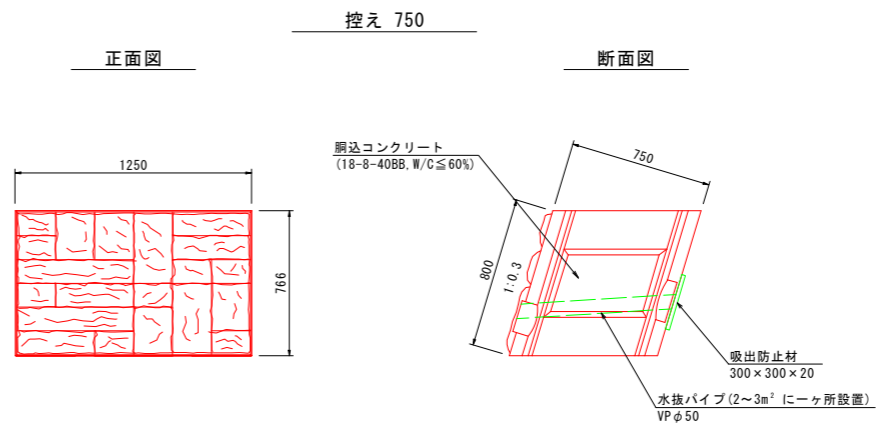 控え 750
正面図
断面図
1250
766
胴込コンクリート
(18-8-40BB,W/C≦60%)
750
800
1:0.3
吸出防止材
300×300×20
水抜パイプ(2～3m² に一ヶ所設置)
VPφ50